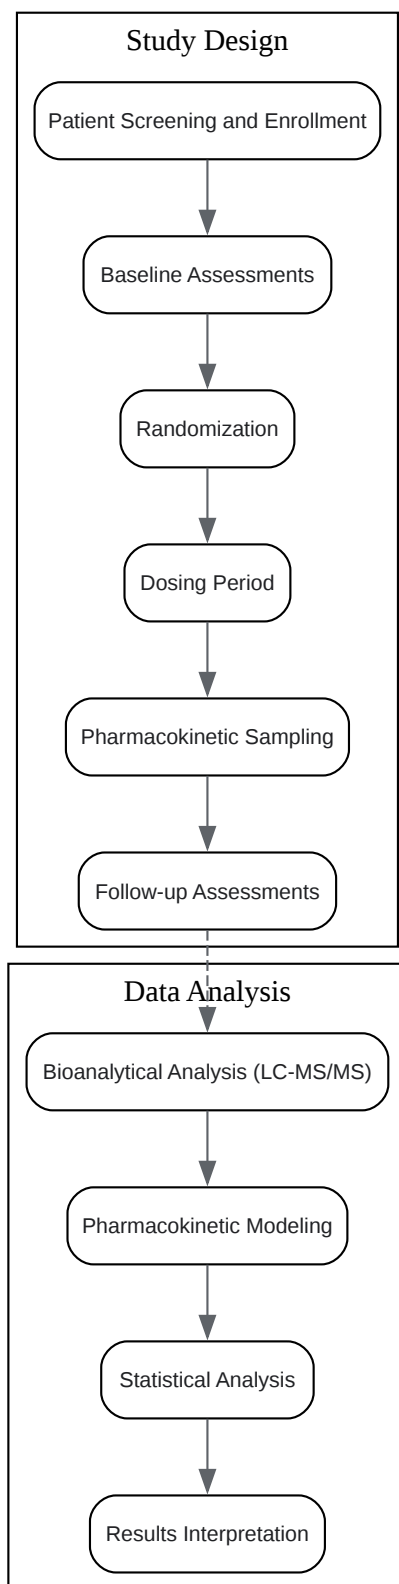 Study Design
Patient Screening and Enrollment
Baseline Assessments
Randomization
Dosing Period
Pharmacokinetic Sampling
Follow-up Assessments
Data Analysis
Bioanalytical Analysis (LC-MS/MS)
Pharmacokinetic Modeling
Statistical Analysis
Results Interpretation